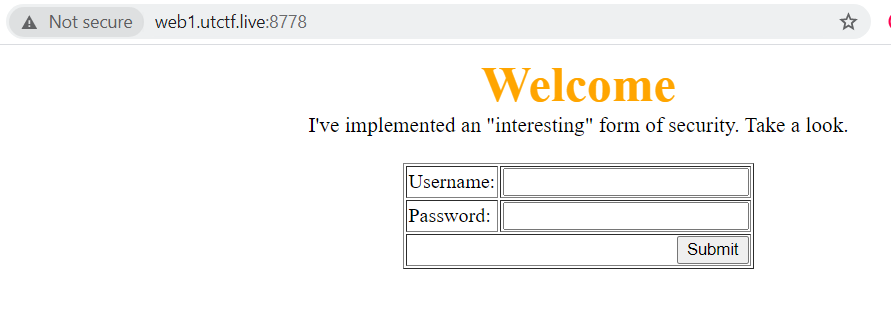 Not secure web1.utctf.live:8778
Welcome
I've implemented an "interesting" form of security. Take a look.
Username:
Password:
Submit